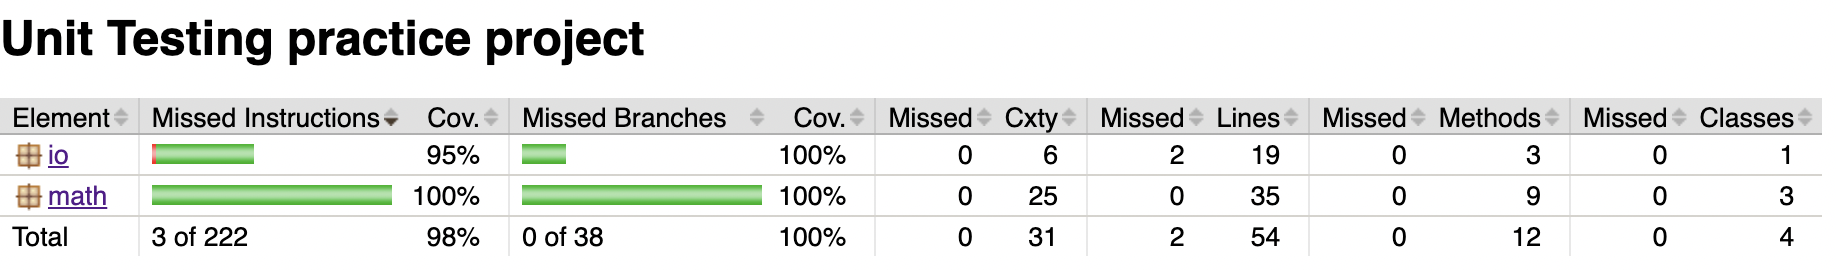 Unit Testing practice project
Element Missed Instructions Cov. Missed Branches Cov. Missed Cxty Missed Lines Missed Methods Missed Classes
io 95% 100% 0 6 2 19 0 3 0 1
math 100% 100% 0 25 0 35 0 9 0 3
Total 3 of 222 98% 0 of 38 100% 0 31 2 54 0 12 0 4